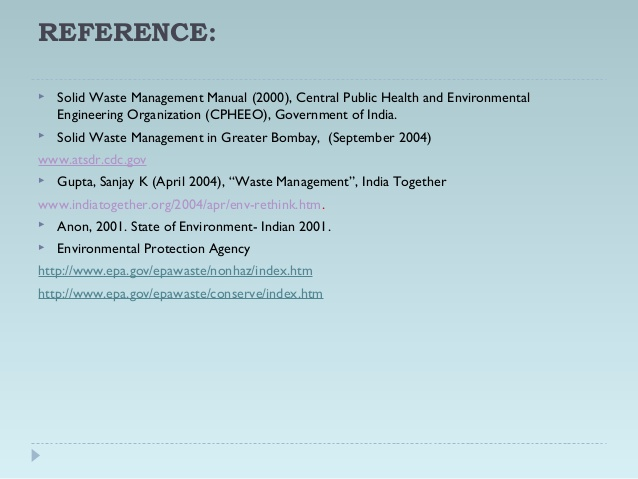 REFERENCE:
Solid Waste Management Manual (2000), Central Public Health and Environmental
Engineering Organization (CPHEEO), Government of India.
Solid Waste Management in Greater Bombay, (September 2004)
www.atsdr.cdc.gov
Gupta, Sanjay K (April 2004), “Waste Management”, India Together
www.indiatogether.org/2004/apr/env-rethink.htm.
Anon, 2001. State of Environment- Indian 2001.
Environmental Protection Agency
http://www.epa.gov/epawaste/nonhaz/index.htm
http://www.epa.gov/epawaste/conserve/index.htm